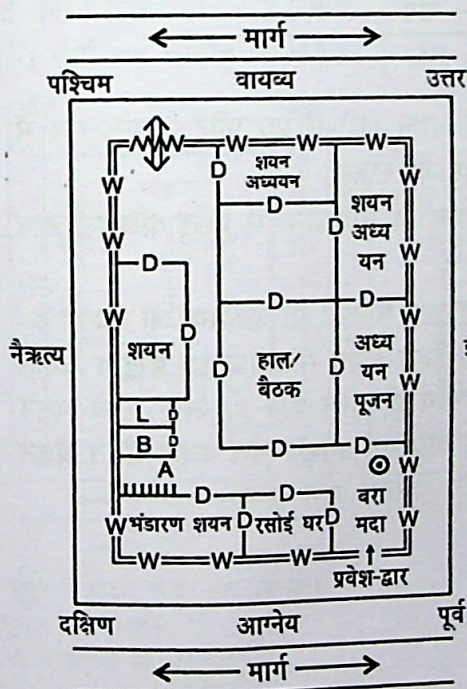 मार्ग
पश्चिम वायव्य उत्तर
W W W W
W D शयन W
अध्ययन
D शयन
W D अध्य W
यन
D
W D D W
नैऋत्य शयन D हाल/ D अध्य
बैठक यन W
पूजन
L D
B D D D W
A
D D बरा
W भंडारण शयन D रसोई घर D मदा W
W W W
प्रवेश-द्वार
दक्षिण आग्नेय पूर्व
मार्ग